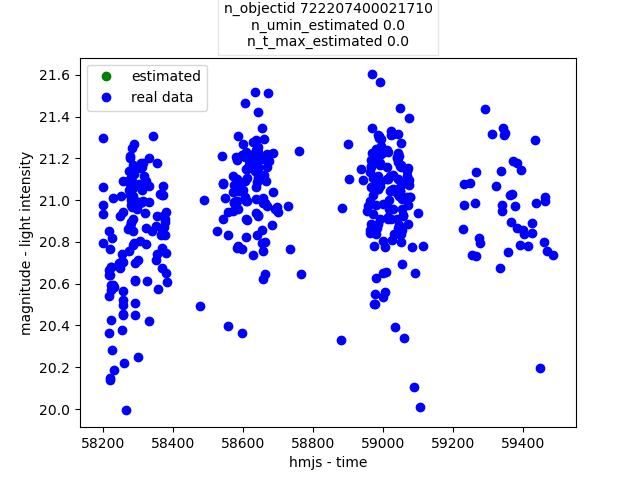 n_objectid 722207400021710
n_umin_estimated 0.0
n_t_max_estimated 0.0
21.6
21.4
21.2
21.0
20.8
20.6
20.4
20.2
20.0
magnitude - light intensity
estimated
real data
58200 58400 58600 58800 59000 59200 59400
hmjs - time